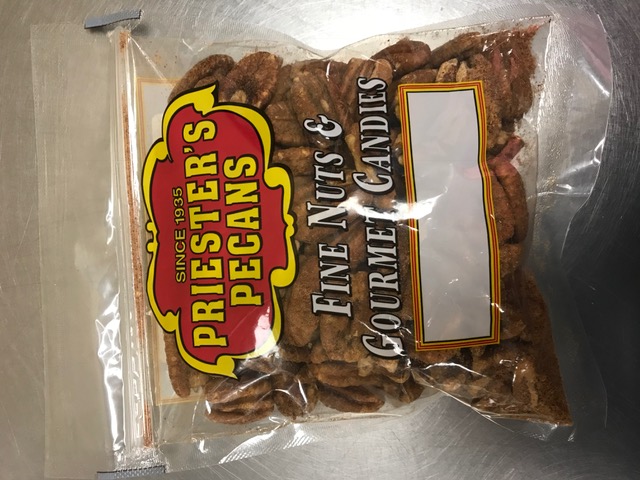 SINCE 1935
PRIESTER'S
PECANS
FINE NUTS &
GOURMET CANDIES